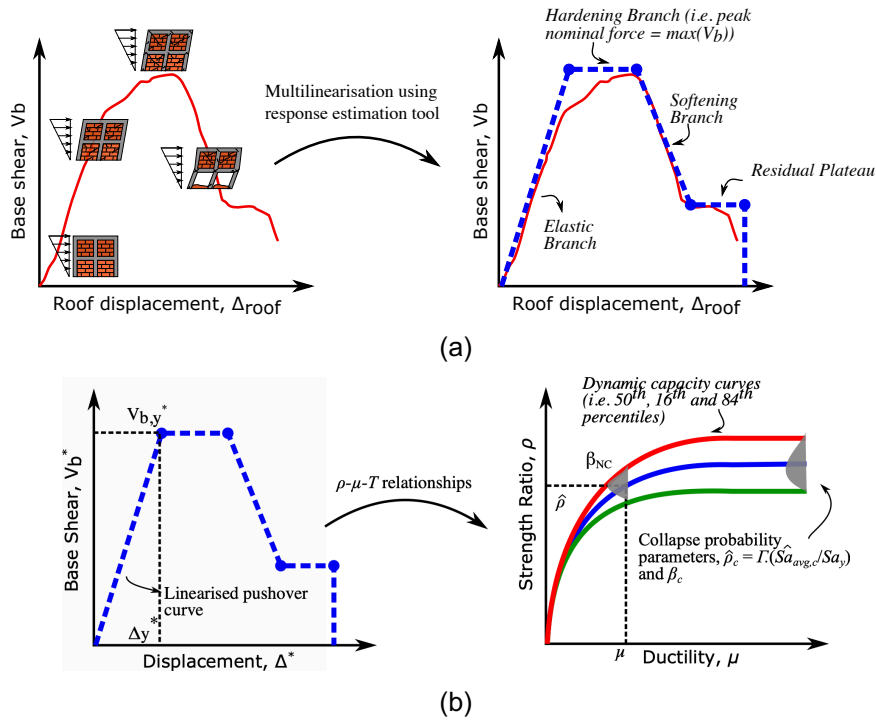 Base shear, Vb
Roof displacement, Δroof
Multilinearisation using
response estimation tool
Hardening Branch (i.e. peak
nominal force = max(Vb))
Softening
Branch
Residual Plateau
Elastic
Branch
Base shear, Vb
Roof displacement, Δroof
(a)
Vb,y*
Base Shear, Vb*
Linearised pushover
curve
Δy*
Displacement, Δ*
ρ-μ-T relationships
Dynamic capacity curves
(i.e. 50th, 16th and 84th
percentiles)
βNC
Strength Ratio, ρ
ρ̂
Collapse probability
parameters, ρ̂c = Γ.(Ŝaavg,c/Say)
and βc
μ
Ductility, μ
(b)